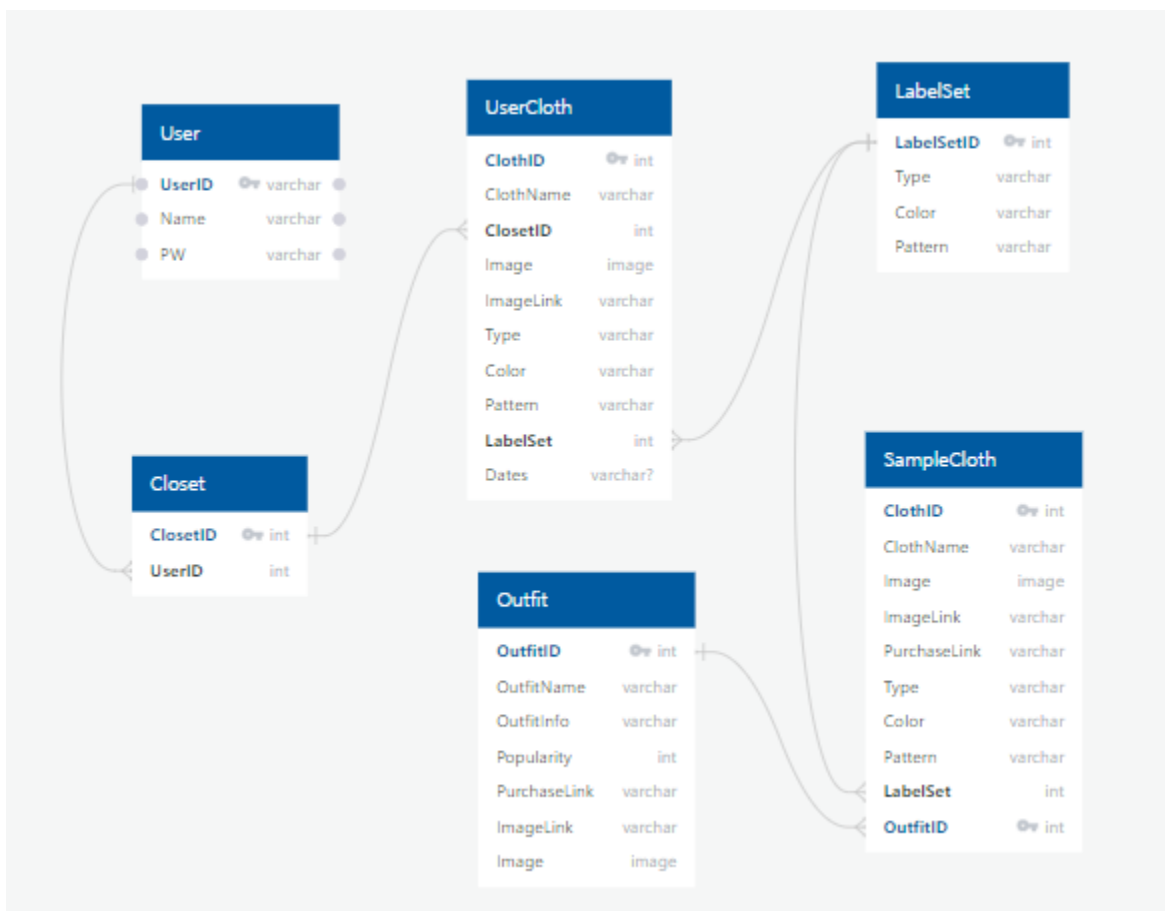 User
UserID varchar
Name varchar
PW varchar
UserCloth
ClothID int
ClothName varchar
ClosetID int
Image image
ImageLink varchar
Type varchar
Color varchar
Pattern varchar
LabelSet int
Dates varchar?
LabelSet
LabelSetID int
Type varchar
Color varchar
Pattern varchar
Closet
ClosetID int
UserID int
Outfit
OutfitID int
OutfitName varchar
OutfitInfo varchar
Popularity int
PurchaseLink varchar
ImageLink varchar
Image image
SampleCloth
ClothID int
ClothName varchar
Image image
ImageLink varchar
PurchaseLink varchar
Type varchar
Color varchar
Pattern varchar
LabelSet int
OutfitID int